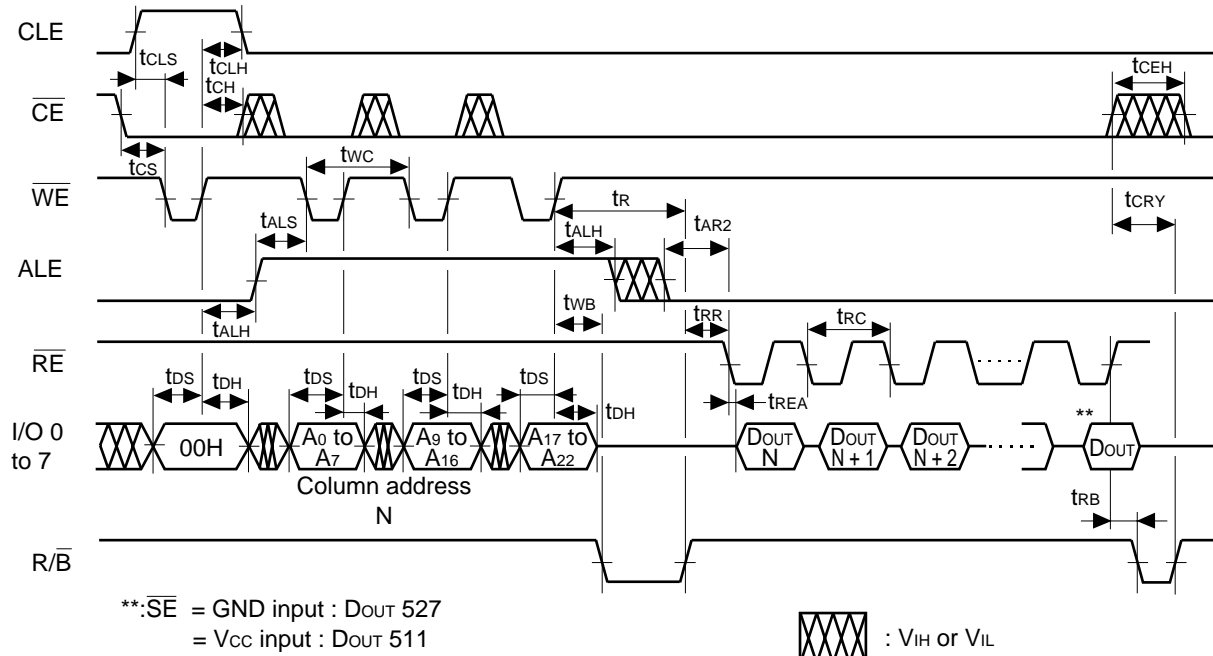 CLE
tCLS
tCLH
tCH
tCEH
CE
tCS
tWC
WE
tR
tCRY
tALS
tALH
tAR2
ALE
tALH
tWB
tRR
tRC
RE
tDS
tDH
tDS
tDH
tDS
tDH
tDS
tDH
tREA
**
I/O 0
to 7
00H
A0 to
A7
A9 to
A16
A17 to
A22
DOUT
N
DOUT
N + 1
DOUT
N + 2
DOUT
Column address
N
tRB
R/B
**:SE = GND input : DOUT 527
= VCC input : DOUT 511
: VIH or VIL